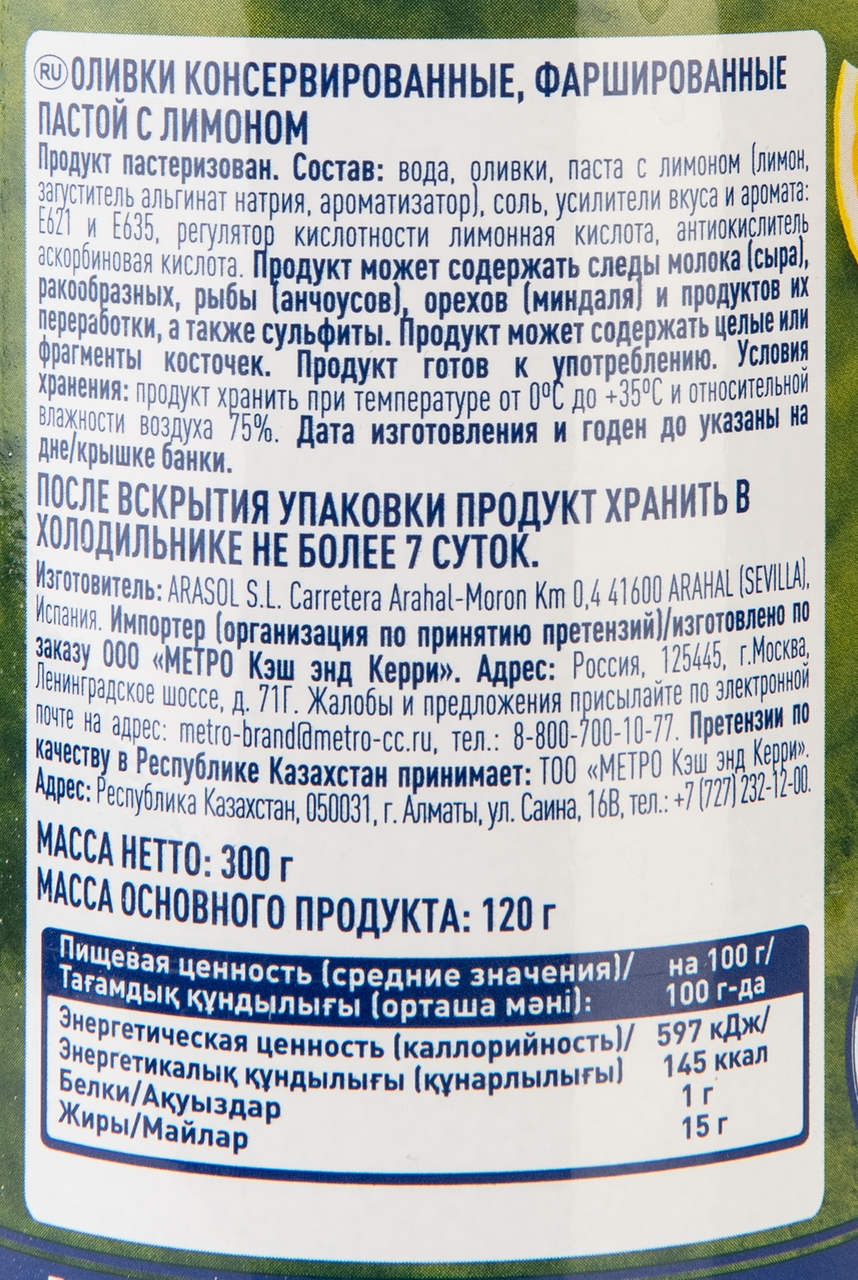 RU ОЛИВКИ КОНСЕРВИРОВАННЫЕ, ФАРШИРОВАННЫЕ
ПАСТОЙ С ЛИМОНОМ
Продукт пастеризован. Состав: вода, оливки, паста с лимоном (лимон,
загуститель альгинат натрия, ароматизатор), соль, усилители вкуса и аромата:
Е621 и Е635, регулятор кислотности лимонная кислота, антиокислитель
аскорбиновая кислота. Продукт может содержать следы молока (сыра),
ракообразных, рыбы (анчоусов), орехов (миндаля) и продуктов их
переработки, а также сульфиты. Продукт может содержать целые или
фрагменты косточек. Продукт готов к употреблению. Условия
хранения: продукт хранить при температуре от 0ºС до +35ºС и относительной
влажности воздуха 75%. Дата изготовления и годен до указаны на
дне/крышке банки.
ПОСЛЕ ВСКРЫТИЯ УПАКОВКИ ПРОДУКТ ХРАНИТЬ В
ХОЛОДИЛЬНИКЕ НЕ БОЛЕЕ 7 СУТОК.
Изготовитель: ARASOL S.L. Carretera Arahal-Moron Km 0,4 41600 ARAHAL (SEVILLA),
Испания. Импортер (организация по принятию претензий)/изготовлено по
заказу ООО «МЕТРО Кэш энд Керри». Адрес: Россия, 125445, г.Москва,
Ленинградское шоссе, д. 71Г. Жалобы и предложения присылайте по электронной
почте на адрес: metro-brand@metro-cc.ru, тел.: 8-800-700-10-77. Претензии по
качеству в Республике Казахстан принимает: ТОО «МЕТРО Кэш энд Керри».
Адрес: Республика Казахстан, 050031, г. Алматы, ул. Саина, 16В, тел.: +7 (727) 232-12-00.
МАССА НЕТТО: 300 г
МАССА ОСНОВНОГО ПРОДУКТА: 120 г
Пищевая ценность (средние значения)/ на 100 г/
Тағамдық құндылығы (орташа мәні): 100 г-да
Энергетическая ценность (каллорийность)/ 597 кДж/
Энергетикалық құндылығы (құнарлылығы) 145 ккал
Белки/Ақуыздар 1 г
Жиры/Майлар 15 г